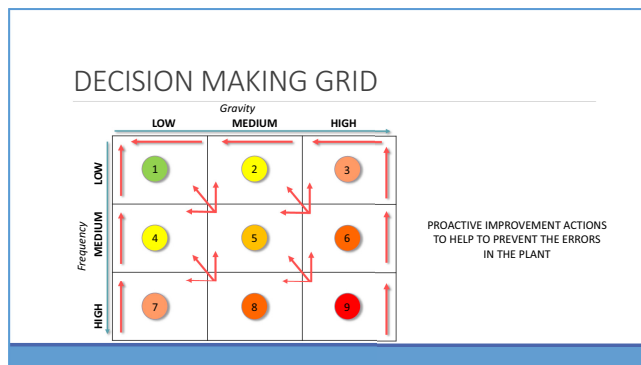 DECISION MAKING GRID
Gravity
LOW MEDIUM HIGH
Frequency
LOW
1 2 3
MEDIUM
4 5 6
HIGH
7 8 9
PROACTIVE IMPROVEMENT ACTIONS
TO HELP TO PREVENT THE ERRORS
IN THE PLANT